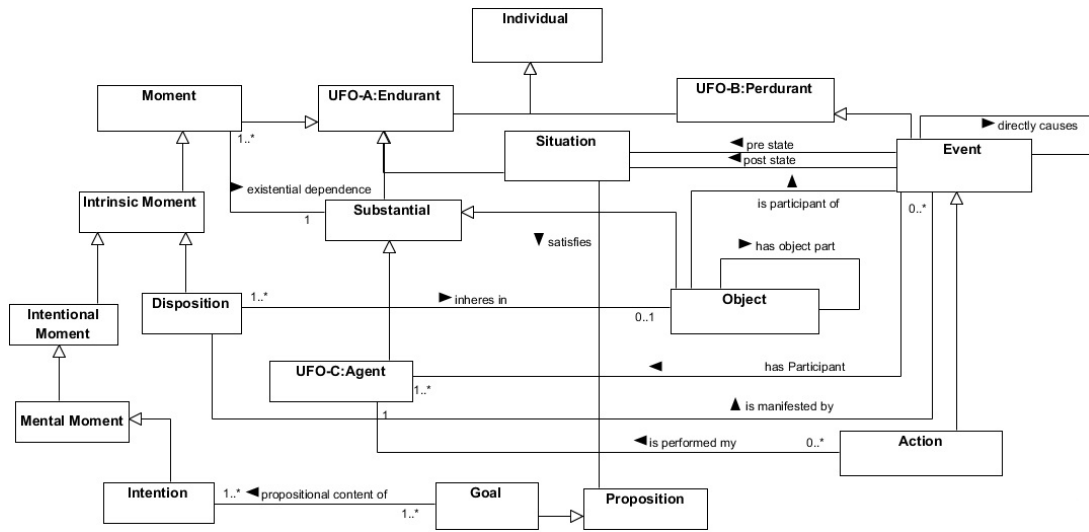 Individual
Moment
UFO-A:Endurant
UFO-B:Perdurant
directly causes
1..*
Situation
pre state
post state
Event
existential dependence
Intrinsic Moment
1
Substantial
is participant of
0..*
satisfies
has object part
Disposition
1..*
inheres in
Object
0..1
Intentional
Moment
UFO-C:Agent
1..*
has Participant
Mental Moment
1
is manifested by
is performed my
0..*
Action
Intention
1..*
propositional content of
1..*
Goal
Proposition